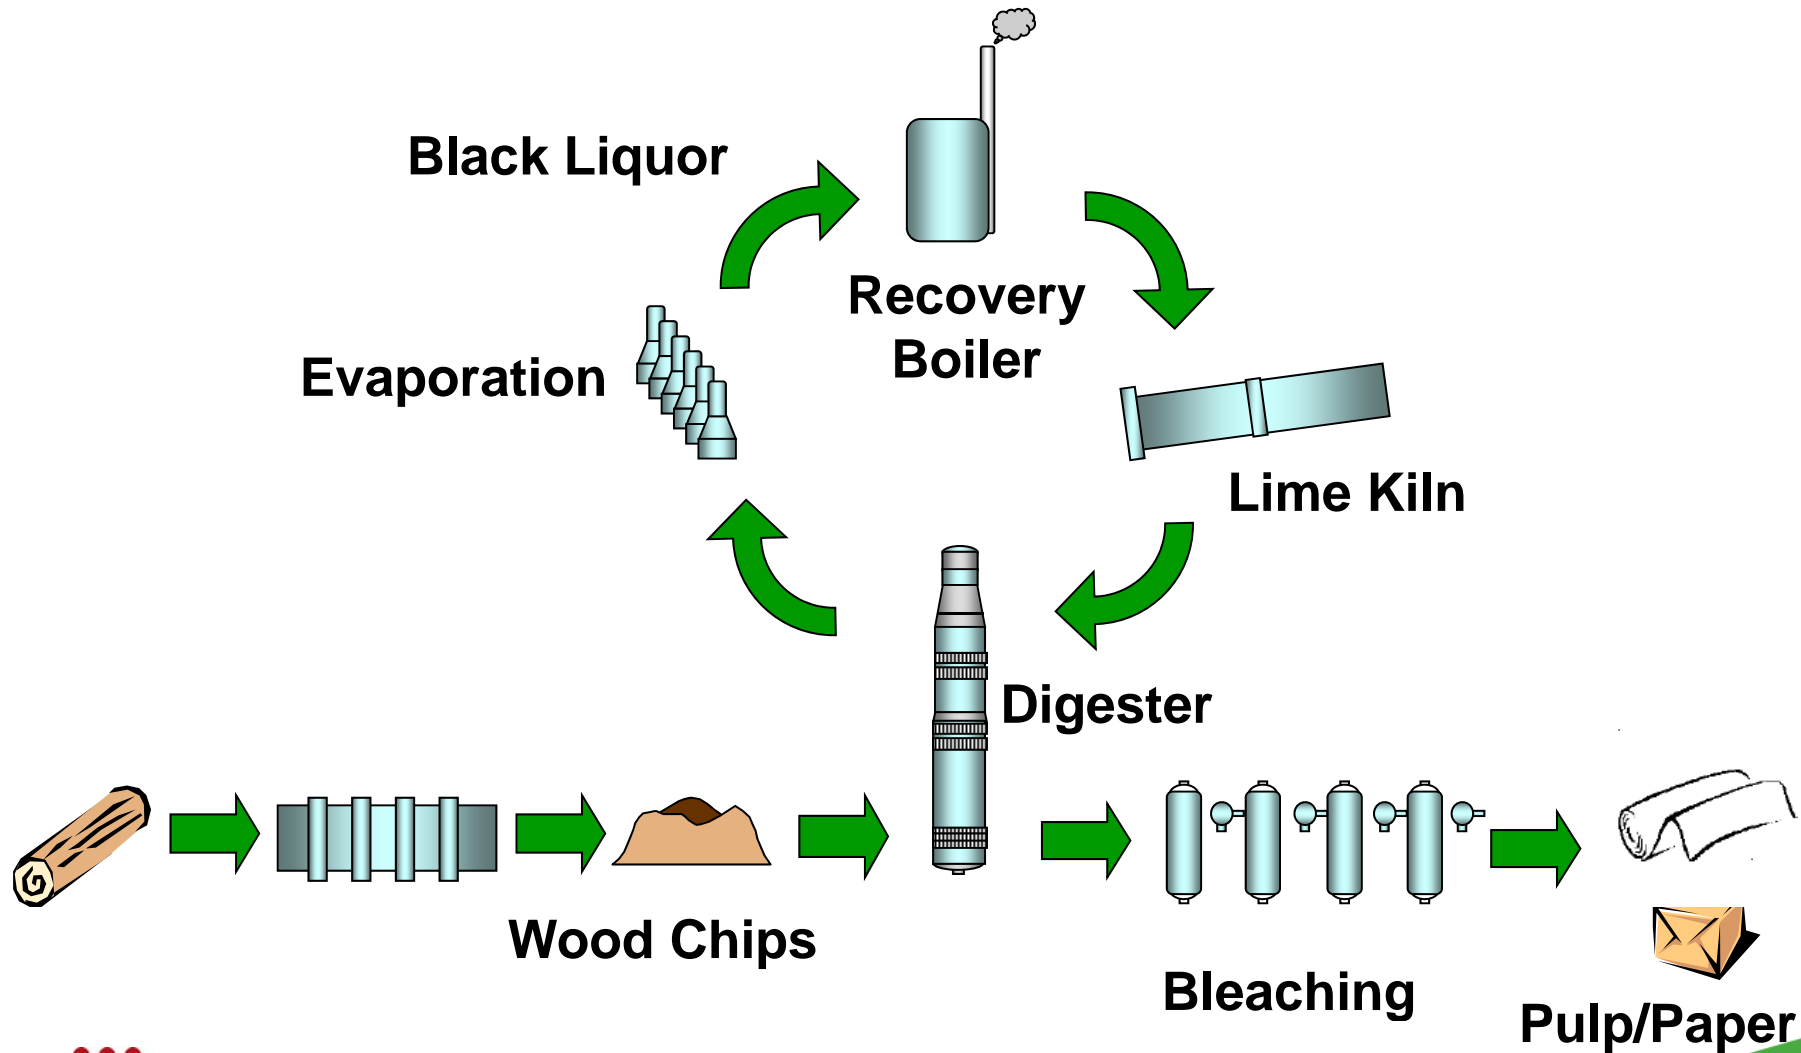 Black Liquor
Recovery
Boiler
Evaporation
Lime Kiln
Digester
Wood Chips
Bleaching
Pulp/Paper